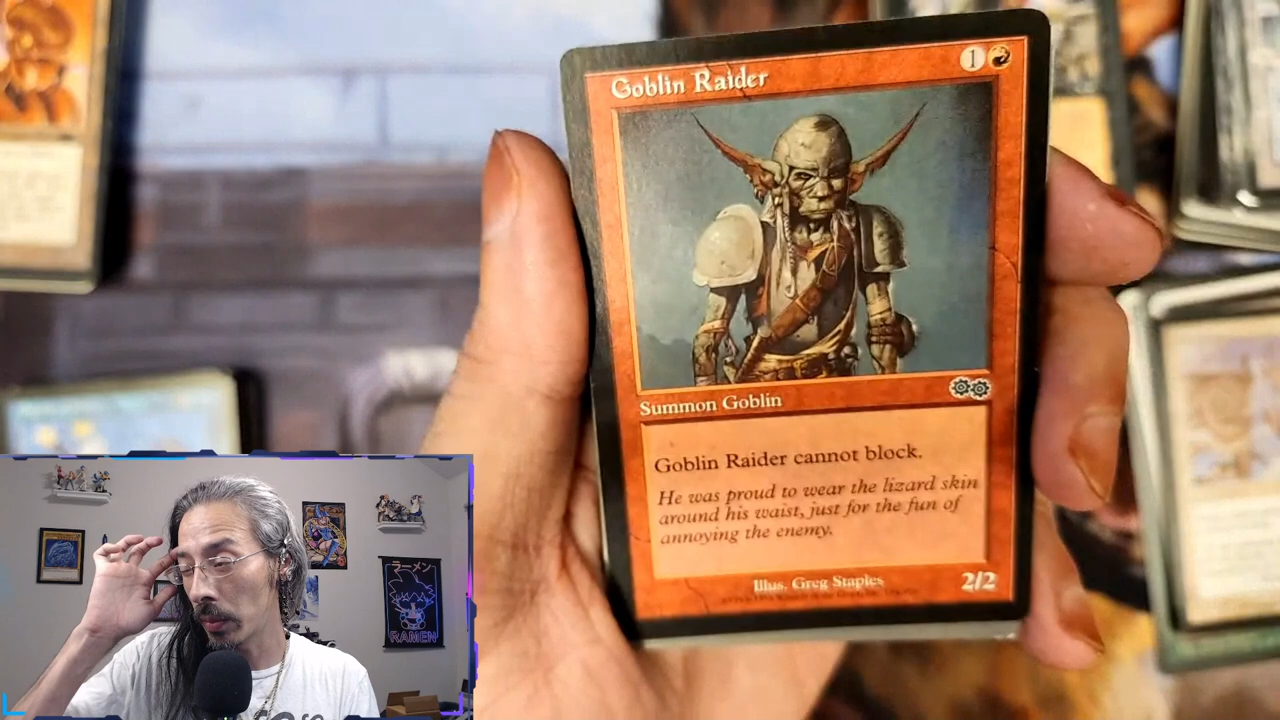 Goblin Raider
1
Summon Goblin
Goblin Raider cannot block.
He was proud to wear the lizard skin
around his waist, just for the fun of
annoying the enemy.
Illus. Greg Staples
2/2
ラーメン
RAMEN